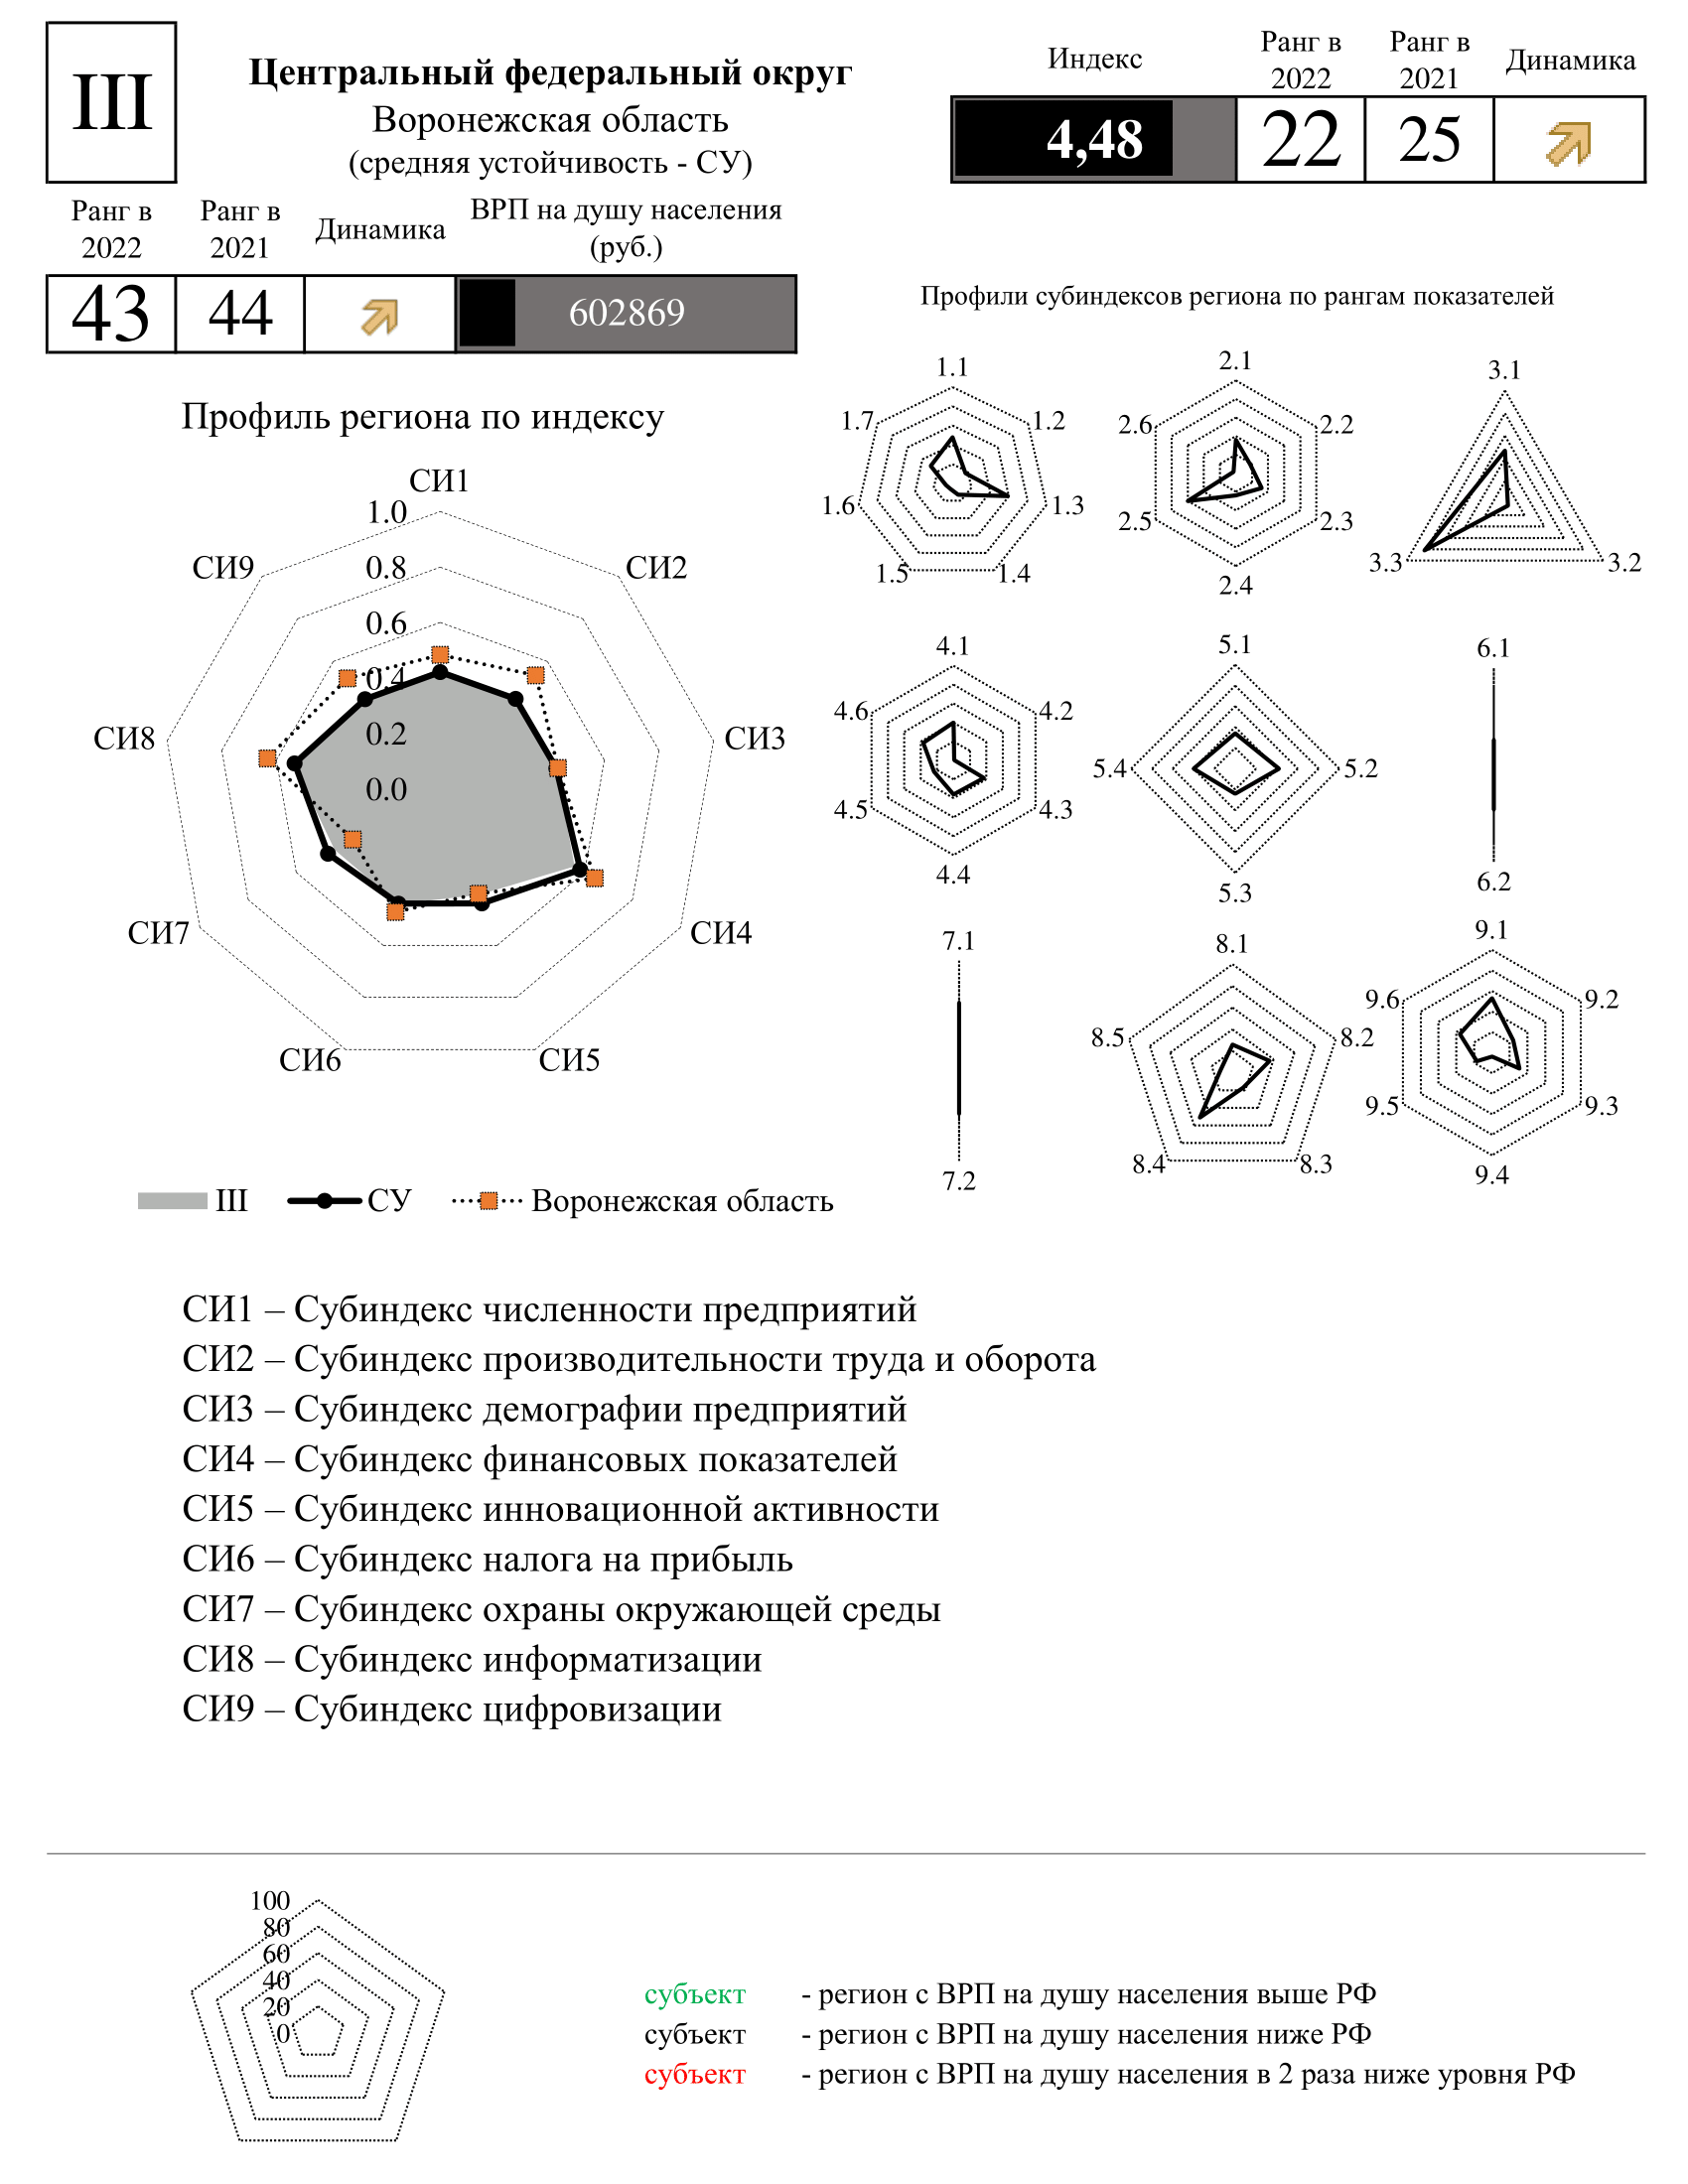 III
Центральный федеральный округ
Воронежская область
(средняя устойчивость - СУ)
Индекс
Ранг в
2022
Ранг в
2021
Динамика
4,48
22
25
Ранг в
2022
Ранг в
2021
Динамика
ВРП на душу населения
(руб.)
43
44
602869
Профили субиндексов региона по рангам показателей
Профиль региона по индексу
СИ1
СИ2
СИ3
СИ4
СИ5
СИ6
СИ7
СИ8
СИ9
1.0
0.8
0.6
0.4
0.2
0.0
1.1
1.2
1.3
1.4
1.5
1.6
1.7
2.1
2.2
2.3
2.4
2.5
2.6
3.1
3.2
3.3
4.1
4.2
4.3
4.4
4.5
4.6
5.1
5.2
5.3
5.4
6.1
6.2
7.1
7.2
8.1
8.2
8.3
8.4
8.5
9.1
9.2
9.3
9.4
9.5
9.6
III
СУ
Воронежская область
СИ1 – Субиндекс численности предприятий
СИ2 – Субиндекс производительности труда и оборота
СИ3 – Субиндекс демографии предприятий
СИ4 – Субиндекс финансовых показателей
СИ5 – Субиндекс инновационной активности
СИ6 – Субиндекс налога на прибыль
СИ7 – Субиндекс охраны окружающей среды
СИ8 – Субиндекс информатизации
СИ9 – Субиндекс цифровизации
100
80
60
40
20
0
субъект - регион с ВРП на душу населения выше РФ
субъект - регион с ВРП на душу населения ниже РФ
субъект - регион с ВРП на душу населения в 2 раза ниже уровня РФ